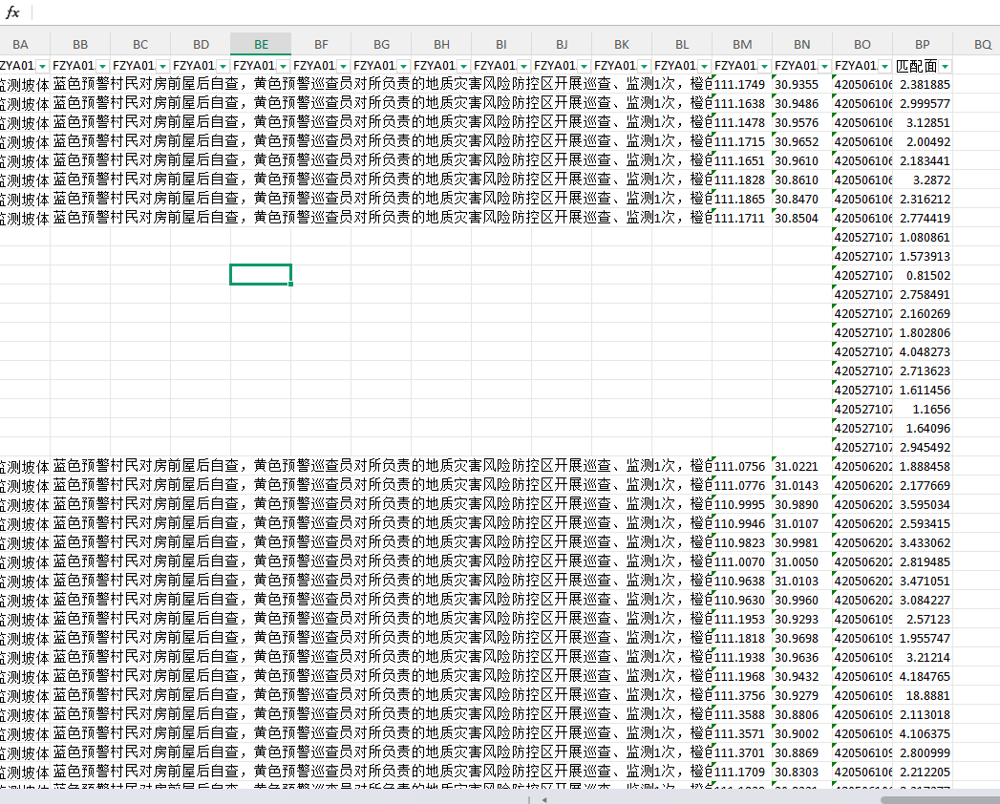 fx
BA BB BC BD BE BF BG BH BI BJ BK BL BM BN BO BP BQ
FZYA01 FZYA01. FZYA01. FZYA01. FZYA01. FZYA01. FZYA01. FZYA01. FZYA01. FZYA01. FZYA01. FZYA01. FZYA01. FZYA01. FZYA01. 匹配面
监测坡体 蓝色预警村民对房前屋后自查，黄色预警巡查员对所负责的地质灾害风险防控区开展巡查、监测1次，橙色 111.1749 30.9355 420506106 2.381885
监测坡体 蓝色预警村民对房前屋后自查，黄色预警巡查员对所负责的地质灾害风险防控区开展巡查、监测1次，橙色 111.1638 30.9486 420506106 2.999577
监测坡体 蓝色预警村民对房前屋后自查，黄色预警巡查员对所负责的地质灾害风险防控区开展巡查、监测1次，橙色 111.1478 30.9576 420506106 3.12851
监测坡体 蓝色预警村民对房前屋后自查，黄色预警巡查员对所负责的地质灾害风险防控区开展巡查、监测1次，橙色 111.1715 30.9652 420506106 2.00492
监测坡体 蓝色预警村民对房前屋后自查，黄色预警巡查员对所负责的地质灾害风险防控区开展巡查、监测1次，橙色 111.1651 30.9610 420506106 2.183441
监测坡体 蓝色预警村民对房前屋后自查，黄色预警巡查员对所负责的地质灾害风险防控区开展巡查、监测1次，橙色 111.1828 30.8610 420506106 3.2872
监测坡体 蓝色预警村民对房前屋后自查，黄色预警巡查员对所负责的地质灾害风险防控区开展巡查、监测1次，橙色 111.1865 30.8470 420506106 2.316212
监测坡体 蓝色预警村民对房前屋后自查，黄色预警巡查员对所负责的地质灾害风险防控区开展巡查、监测1次，橙色 111.1711 30.8504 420506106 2.774419
420527107 1.080861
420527107 1.573913
420527107 0.81502
420527107 2.758491
420527107 2.160269
420527107 1.802806
420527107 4.048273
420527107 2.713623
420527107 1.611456
420527107 1.1656
420527107 1.64096
420527107 2.945492
监测坡体 蓝色预警村民对房前屋后自查，黄色预警巡查员对所负责的地质灾害风险防控区开展巡查、监测1次，橙色 111.0756 31.0221 420506202 1.888458
监测坡体 蓝色预警村民对房前屋后自查，黄色预警巡查员对所负责的地质灾害风险防控区开展巡查、监测1次，橙色 111.0776 31.0143 420506202 2.177669
监测坡体 蓝色预警村民对房前屋后自查，黄色预警巡查员对所负责的地质灾害风险防控区开展巡查、监测1次，橙色 110.9995 30.9890 420506202 3.595034
监测坡体 蓝色预警村民对房前屋后自查，黄色预警巡查员对所负责的地质灾害风险防控区开展巡查、监测1次，橙色 110.9946 31.0107 420506202 2.593415
监测坡体 蓝色预警村民对房前屋后自查，黄色预警巡查员对所负责的地质灾害风险防控区开展巡查、监测1次，橙色 110.9823 30.9981 420506202 3.433062
监测坡体 蓝色预警村民对房前屋后自查，黄色预警巡查员对所负责的地质灾害风险防控区开展巡查、监测1次，橙色 111.0070 31.0050 420506202 2.819485
监测坡体 蓝色预警村民对房前屋后自查，黄色预警巡查员对所负责的地质灾害风险防控区开展巡查、监测1次，橙色 110.9638 31.0103 420506202 3.471051
监测坡体 蓝色预警村民对房前屋后自查，黄色预警巡查员对所负责的地质灾害风险防控区开展巡查、监测1次，橙色 110.9630 30.9960 420506202 3.084227
监测坡体 蓝色预警村民对房前屋后自查，黄色预警巡查员对所负责的地质灾害风险防控区开展巡查、监测1次，橙色 111.1953 30.9293 420506109 2.57123
监测坡体 蓝色预警村民对房前屋后自查，黄色预警巡查员对所负责的地质灾害风险防控区开展巡查、监测1次，橙色 111.1818 30.9698 420506109 1.955747
监测坡体 蓝色预警村民对房前屋后自查，黄色预警巡查员对所负责的地质灾害风险防控区开展巡查、监测1次，橙色 111.1938 30.9636 420506109 3.21214
监测坡体 蓝色预警村民对房前屋后自查，黄色预警巡查员对所负责的地质灾害风险防控区开展巡查、监测1次，橙色 111.1968 30.9432 420506109 4.184765
监测坡体 蓝色预警村民对房前屋后自查，黄色预警巡查员对所负责的地质灾害风险防控区开展巡查、监测1次，橙色 111.3756 30.9279 420506109 18.8881
监测坡体 蓝色预警村民对房前屋后自查，黄色预警巡查员对所负责的地质灾害风险防控区开展巡查、监测1次，橙色 111.3588 30.8806 420506109 2.113018
监测坡体 蓝色预警村民对房前屋后自查，黄色预警巡查员对所负责的地质灾害风险防控区开展巡查、监测1次，橙色 111.3571 30.9002 420506109 4.106375
监测坡体 蓝色预警村民对房前屋后自查，黄色预警巡查员对所负责的地质灾害风险防控区开展巡查、监测1次，橙色 111.3701 30.8869 420506109 2.800999
监测坡体 蓝色预警村民对房前屋后自查，黄色预警巡查员对所负责的地质灾害风险防控区开展巡查、监测1次，橙色 111.1709 30.8303 420506106 2.212205